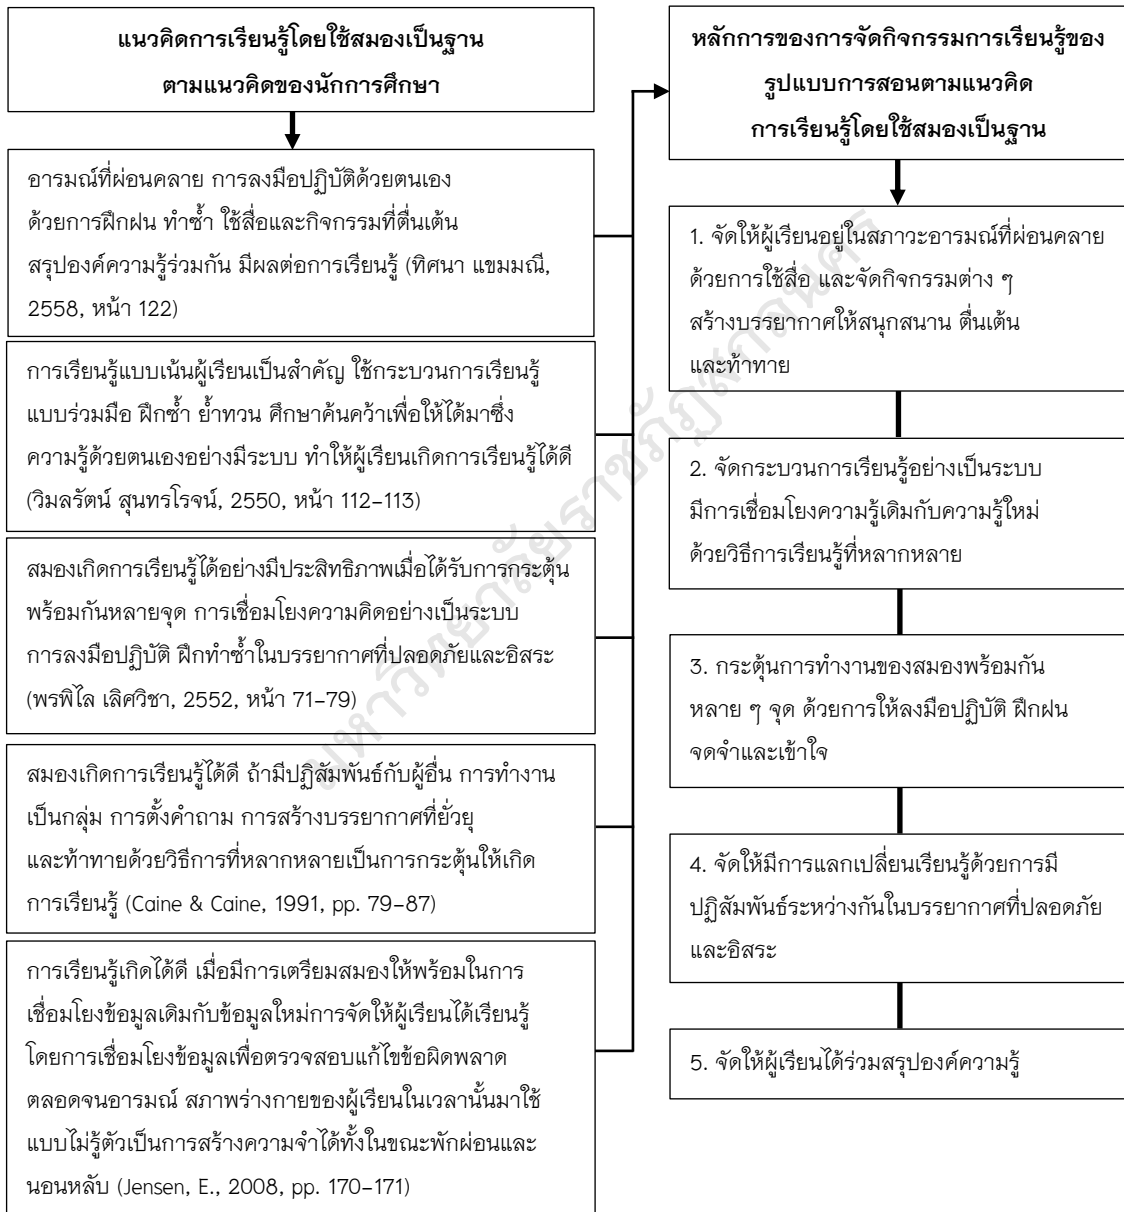 แนวคิดการเรียนรู้โดยใช้สมองเป็นฐาน
ตามแนวคิดของนักการศึกษา
อารมณ์ที่ผ่อนคลาย การลงมือปฏิบัติด้วยตนเอง
ด้วยการฝึกฝน ทำซ้ำ ใช้สื่อและกิจกรรมที่ตื่นเต้น
สรุปองค์ความรู้ร่วมกัน มีผลต่อการเรียนรู้ (ทิศนา แขมมณี,
2558, หน้า 122)
การเรียนรู้แบบเน้นผู้เรียนเป็นสำคัญ ใช้กระบวนการเรียนรู้
แบบร่วมมือ ฝึกซ้ำ ย้ำทวน ศึกษาค้นคว้าเพื่อให้ได้มาซึ่ง
ความรู้ด้วยตนเองอย่างมีระบบ ทำให้ผู้เรียนเกิดการเรียนรู้ได้ดี
(วิมลรัตน์ สุนทรโรจน์, 2550, หน้า 112–113)
สมองเกิดการเรียนรู้ได้อย่างมีประสิทธิภาพเมื่อได้รับการกระตุ้น
พร้อมกันหลายจุด การเชื่อมโยงความคิดอย่างเป็นระบบ
การลงมือปฏิบัติ ฝึกทำซ้ำในบรรยากาศที่ปลอดภัยและอิสระ
(พรพิไล เลิศวิชา, 2552, หน้า 71–79)
สมองเกิดการเรียนรู้ได้ดี ถ้ามีปฏิสัมพันธ์กับผู้อื่น การทำงาน
เป็นกลุ่ม การตั้งคำถาม การสร้างบรรยากาศที่ยั่วยุ
และท้าทายด้วยวิธีการที่หลากหลายเป็นการกระตุ้นให้เกิด
การเรียนรู้ (Caine & Caine, 1991, pp. 79–87)
การเรียนรู้เกิดได้ดี เมื่อมีการเตรียมสมองให้พร้อมในการ
เชื่อมโยงข้อมูลเดิมกับข้อมูลใหม่การจัดให้ผู้เรียนได้เรียนรู้
โดยการเชื่อมโยงข้อมูลเพื่อตรวจสอบแก้ไขข้อผิดพลาด
ตลอดจนอารมณ์ สภาพร่างกายของผู้เรียนในเวลานั้นมาใช้
แบบไม่รู้ตัวเป็นการสร้างความจำได้ทั้งในขณะพักผ่อนและ
นอนหลับ (Jensen, E., 2008, pp. 170–171)
หลักการของการจัดกิจกรรมการเรียนรู้ของ
รูปแบบการสอนตามแนวคิด
การเรียนรู้โดยใช้สมองเป็นฐาน
1. จัดให้ผู้เรียนอยู่ในสภาวะอารมณ์ที่ผ่อนคลาย
ด้วยการใช้สื่อ และจัดกิจกรรมต่าง ๆ
สร้างบรรยากาศให้สนุกสนาน ตื่นเต้น
และท้าทาย
2. จัดกระบวนการเรียนรู้อย่างเป็นระบบ
มีการเชื่อมโยงความรู้เดิมกับความรู้ใหม่
ด้วยวิธีการเรียนรู้ที่หลากหลาย
3. กระตุ้นการทำงานของสมองพร้อมกัน
หลาย ๆ จุด ด้วยการให้ลงมือปฏิบัติ ฝึกฝน
จดจำและเข้าใจ
4. จัดให้มีการแลกเปลี่ยนเรียนรู้ด้วยการมี
ปฏิสัมพันธ์ระหว่างกันในบรรยากาศที่ปลอดภัย
และอิสระ
5. จัดให้ผู้เรียนได้ร่วมสรุปองค์ความรู้
มหาวิทยาลัยราชภัฏสกลนคร